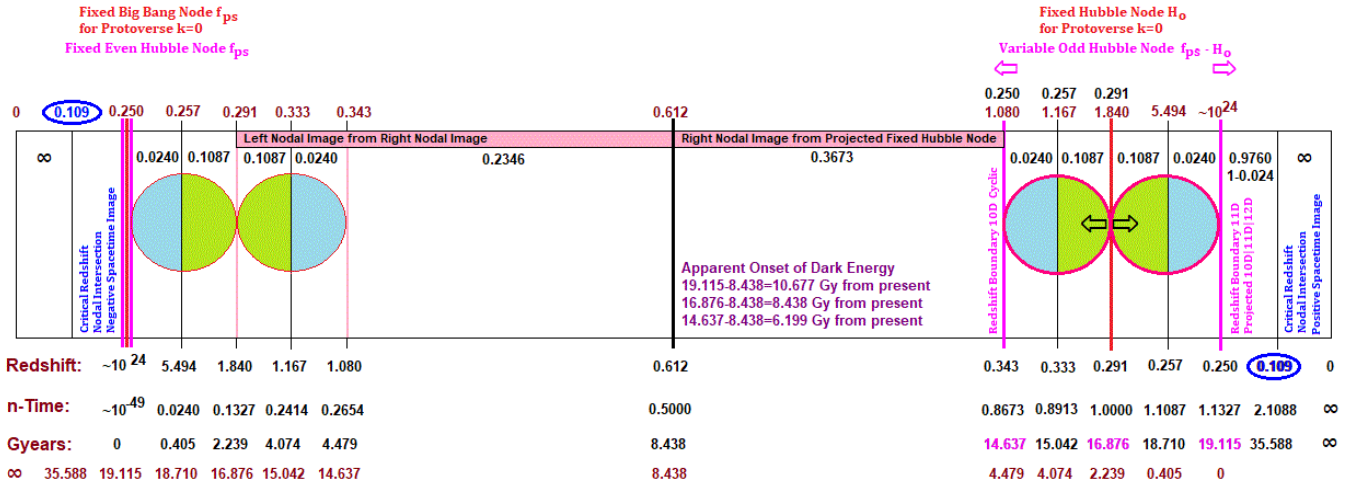 Fixed Big Bang Node fps
for Protoverse k=0
Fixed Even Hubble Node fps
Fixed Hubble Node Ho
for Protoverse k=0
Variable Odd Hubble Node fps - Ho
0.250 0.257 0.291
0 0.109 0.250 0.257 0.291 0.333 0.343 0.612 1.080 1.167 1.840 5.494 ~10 24
Left Nodal Image from Right Nodal Image
Right Nodal Image from Projected Fixed Hubble Node
∞ 0.0240 0.1087 0.1087 0.0240 0.2346 0.3673 0.0240 0.1087 0.1087 0.0240 0.9760 ∞
1-0.024
Critical Redshift
Nodal Intersection
Negative Spacetime Image
Apparent Onset of Dark Energy
19.115-8.438=10.677 Gy from present
16.876-8.438=8.438 Gy from present
14.637-8.438=6.199 Gy from present
Redshift Boundary 10D Cyclic
Redshift Boundary 11D
Projected 10D|11D|12D
Critical Redshift
Nodal Intersection
Positive Spacetime Image
Redshift: ~10 24 5.494 1.840 1.167 1.080 0.612 0.343 0.333 0.291 0.257 0.250 0.109 0
n-Time: ~10-49 0.0240 0.1327 0.2414 0.2654 0.5000 0.8673 0.8913 1.0000 1.1087 1.1327 2.1088 ∞
Gyears: 0 0.405 2.239 4.074 4.479 8.438 14.637 15.042 16.876 18.710 19.115 35.588 ∞
∞ 35.588 19.115 18.710 16.876 15.042 14.637 8.438 4.479 4.074 2.239 0.405 0